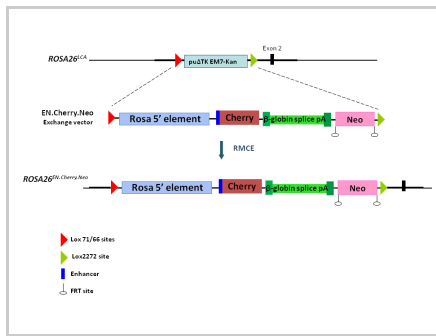 Exon 2
ROSA26LCA
puΔTK EM7-Kan
EN.Cherry.Neo
Exchange vector
Rosa 5’ element
Cherry
β-globin splice pA
Neo
RMCE
ROSA26EN.Cherry.Neo
Rosa 5’ element
Cherry
β-globin splice pA
Neo
Lox 71/66 sites
Lox2272 site
Enhancer
FRT site